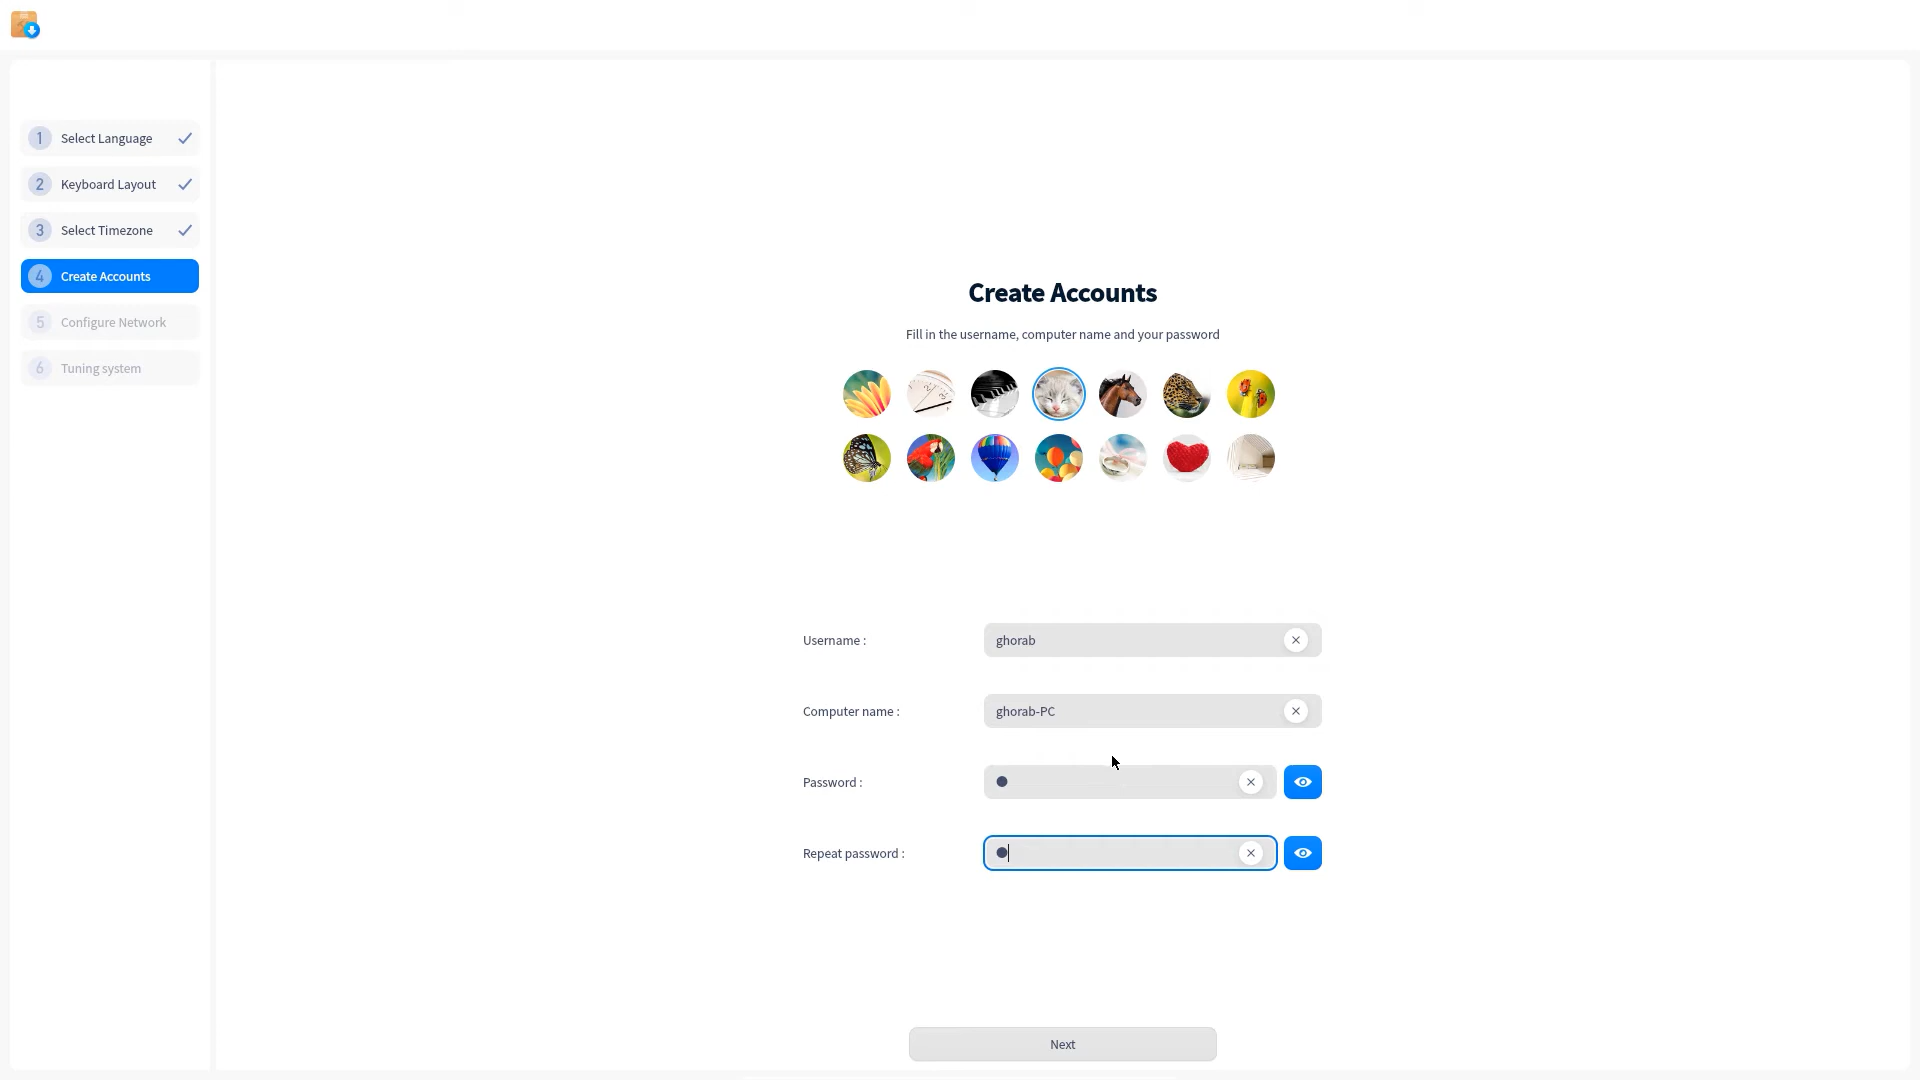 1 Select Language
2 Keyboard Layout
3 Select Timezone
4 Create Accounts
5 Configure Network
6 Tuning system
Create Accounts
Fill in the username, computer name and your password
Username : ghorab
Computer name : ghorab-PC
Password : ●
Repeat password : ●
Next